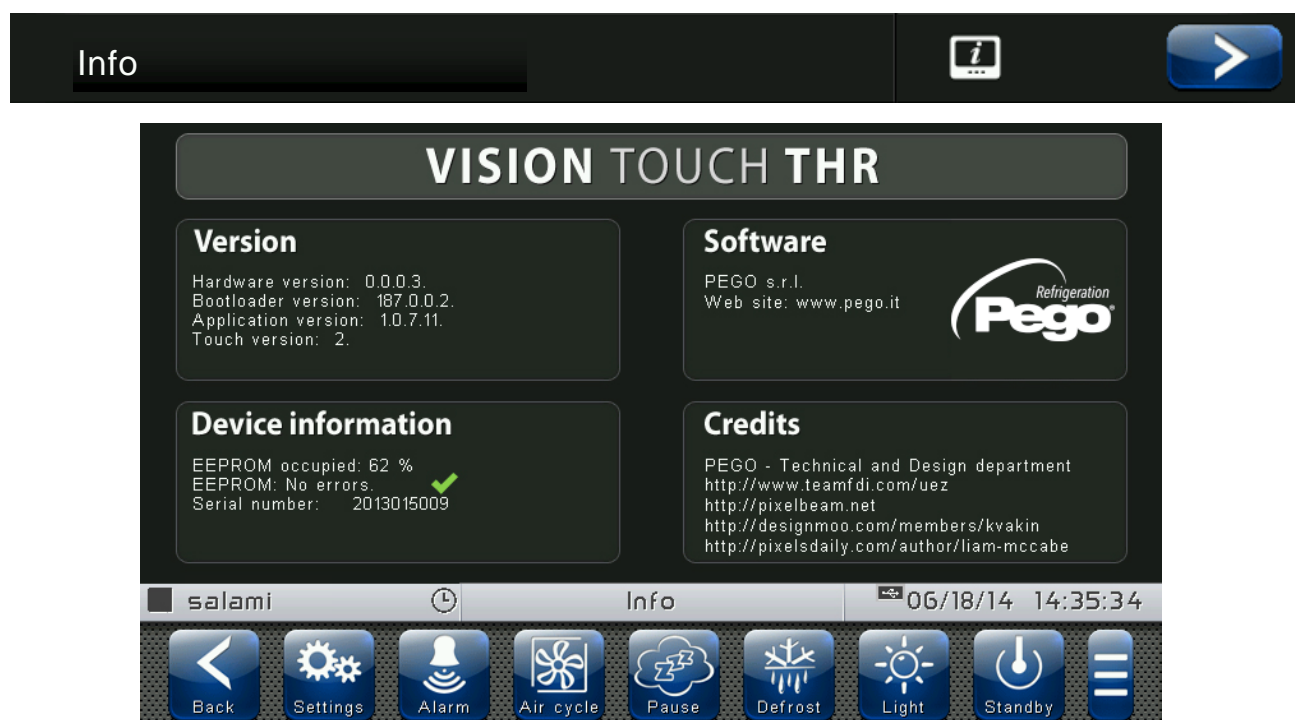 Info
VISION TOUCH THR
Version
Hardware version: 0.0.0.3.
Bootloader version: 187.0.0.2.
Application version: 1.0.7.11.
Touch version: 2.
Software
PEGO s.r.l.
Web site: www.pego.it
Refrigeration
Pego
Device information
EEPROM occupied: 62 %
EEPROM: No errors.
Serial number: 2013015009
Credits
PEGO - Technical and Design department
http://www.teamfdi.com/uez
http://pixelbeam.net
http://designmoo.com/members/kvakin
http://pixelsdaily.com/author/liam-mccabe
salami Info 06/18/14 14:35:34
Back Settings Alarm Air cycle Pause Defrost Light Standby